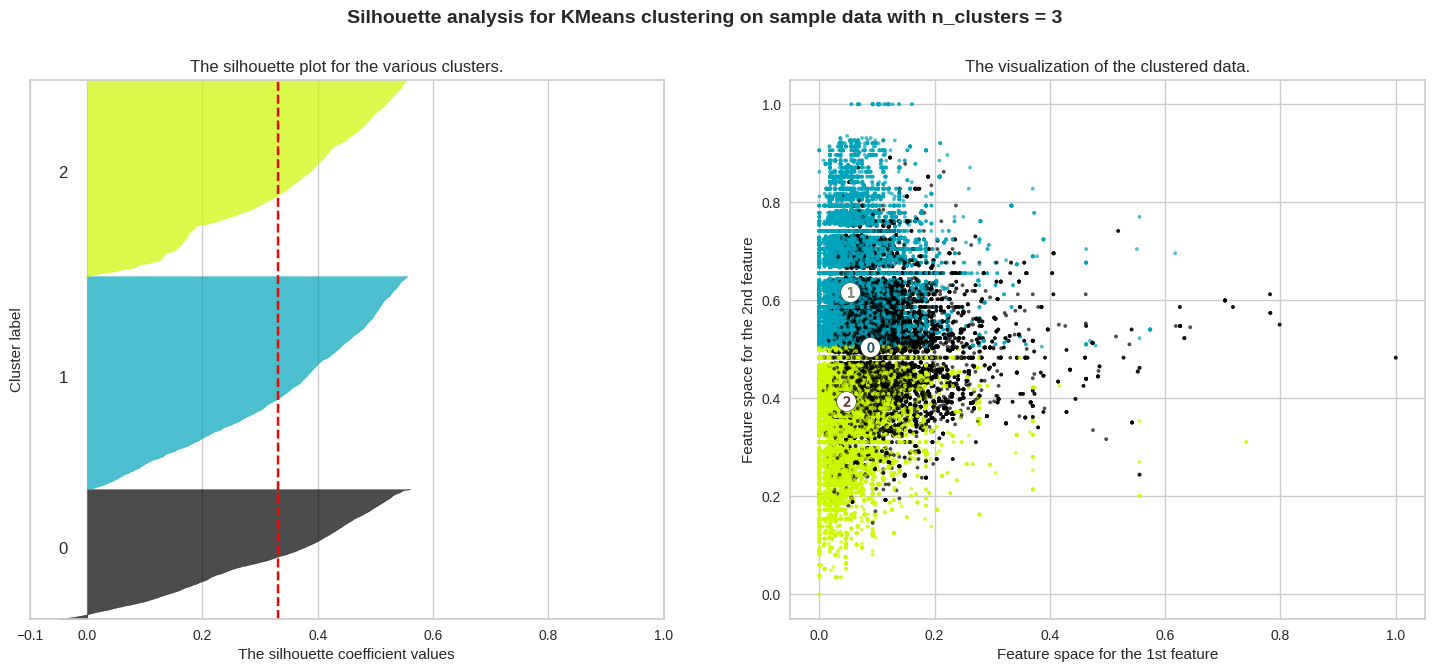 Silhouette analysis for KMeans clustering on sample data with n_clusters = 3
The silhouette plot for the various clusters.
Cluster label
2
1
0
−0.1 0.0 0.2 0.4 0.6 0.8 1.0
The silhouette coefficient values
The visualization of the clustered data.
Feature space for the 2nd feature
1.0
0.8
0.6
0.4
0.2
0.0
1
0
2
0.0 0.2 0.4 0.6 0.8 1.0
Feature space for the 1st feature